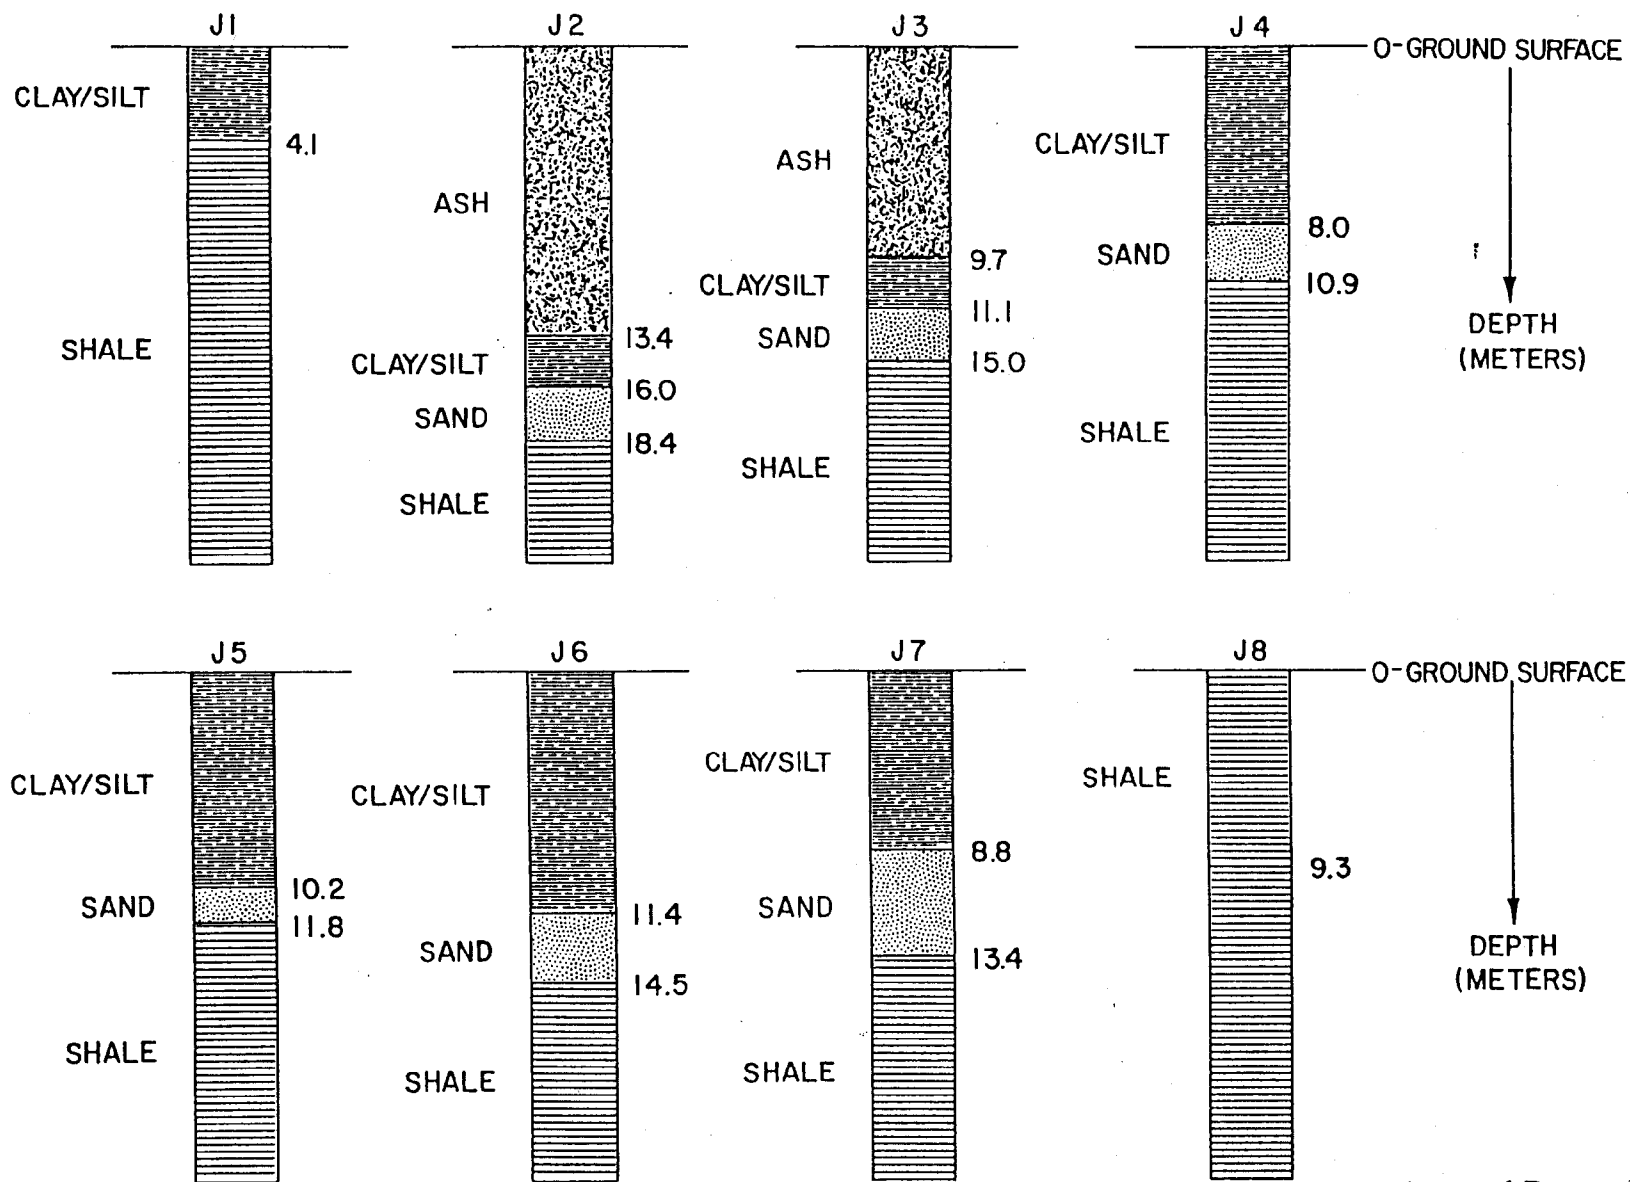 J1
J2
J3
J4
0-GROUND SURFACE
CLAY/SILT
4.1
SHALE
ASH
13.4
CLAY/SILT
16.0
SAND
18.4
SHALE
ASH
9.7
CLAY/SILT
11.1
SAND
15.0
SHALE
CLAY/SILT
8.0
SAND
10.9
SHALE
DEPTH
(METERS)
J5
J6
J7
J8
0-GROUND SURFACE
CLAY/SILT
10.2
SAND
11.8
SHALE
CLAY/SILT
11.4
SAND
14.5
SHALE
CLAY/SILT
8.8
SAND
13.4
SHALE
SHALE
9.3
DEPTH
(METERS)